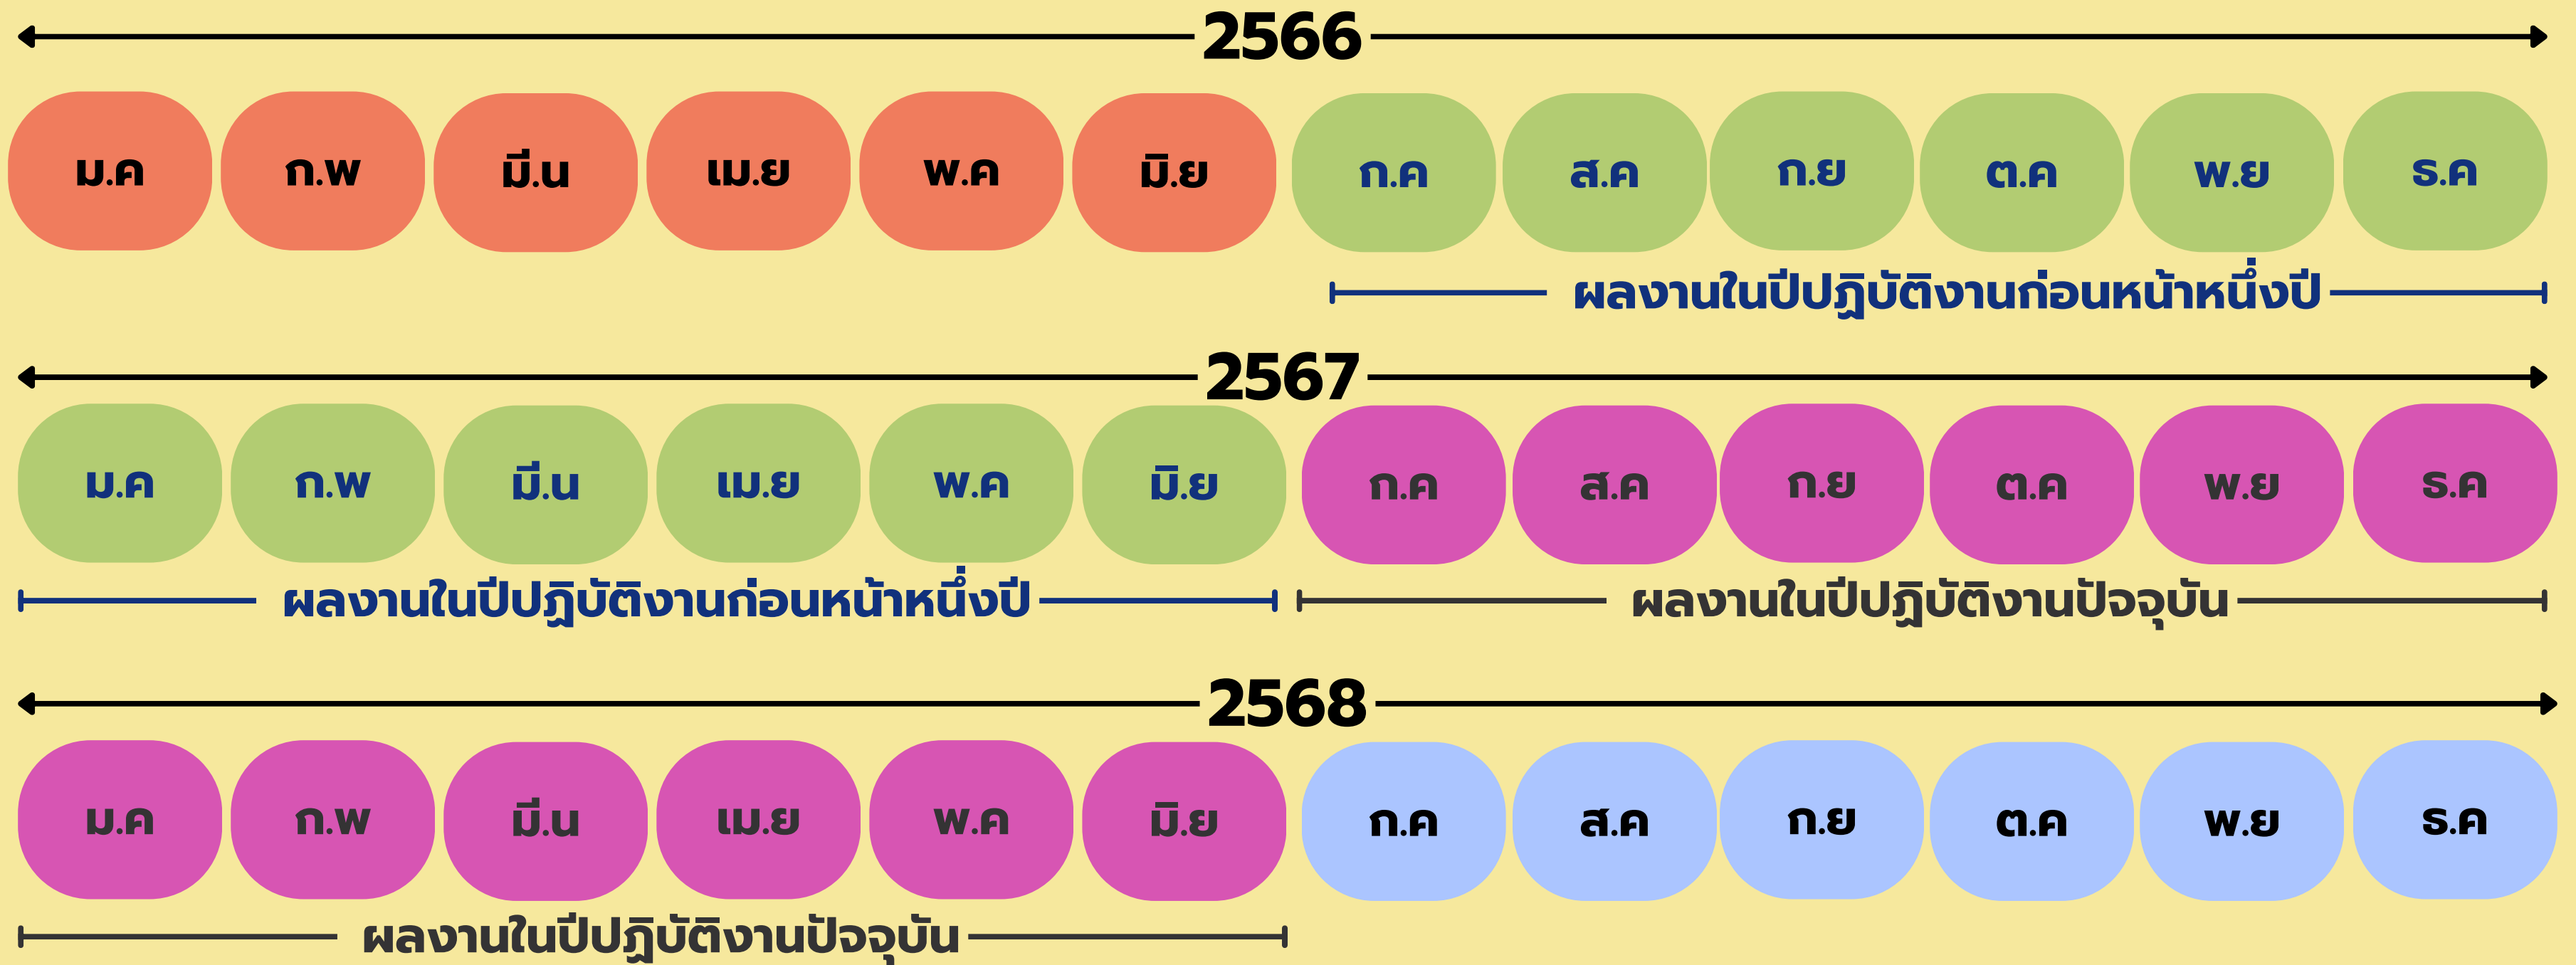 2566
ม.ค ก.พ มี.น เม.ย พ.ค มิ.ย ก.ค ส.ค ก.ย ต.ค พ.ย ธ.ค
ผลงานในปีปฏิบัติงานก่อนหน้าหนึ่งปี
2567
ม.ค ก.พ มี.น เม.ย พ.ค มิ.ย ก.ค ส.ค ก.ย ต.ค พ.ย ธ.ค
ผลงานในปีปฏิบัติงานก่อนหน้าหนึ่งปี ผลงานในปีปฏิบัติงานปัจจุบัน
2568
ม.ค ก.พ มี.น เม.ย พ.ค มิ.ย ก.ค ส.ค ก.ย ต.ค พ.ย ธ.ค
ผลงานในปีปฏิบัติงานปัจจุบัน